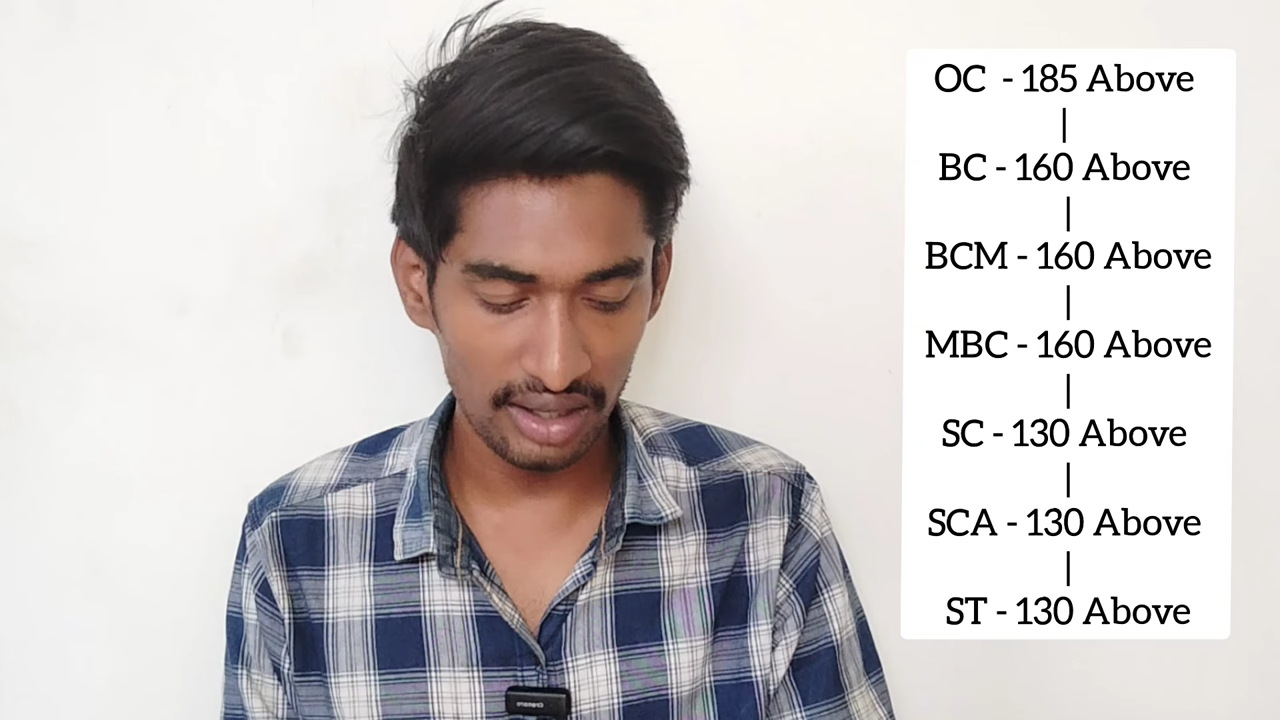 OC - 185 Above
|
BC - 160 Above
|
BCM - 160 Above
|
MBC - 160 Above
|
SC - 130 Above
|
SCA - 130 Above
|
ST - 130 Above